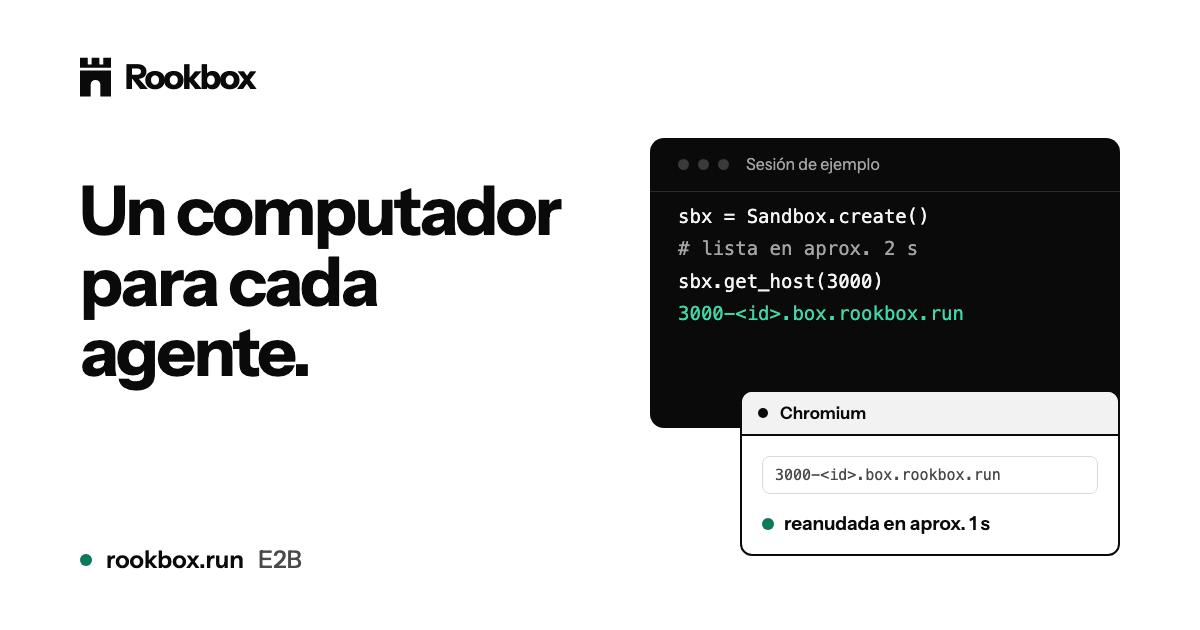 Rookbox
Un computador
para cada
agente.
rookbox.run E2B
Sesión de ejemplo
sbx = Sandbox.create()
# lista en aprox. 2 s
sbx.get_host(3000)
3000-<id>.box.rookbox.run
Chromium
3000-<id>.box.rookbox.run
reanudada en aprox. 1 s